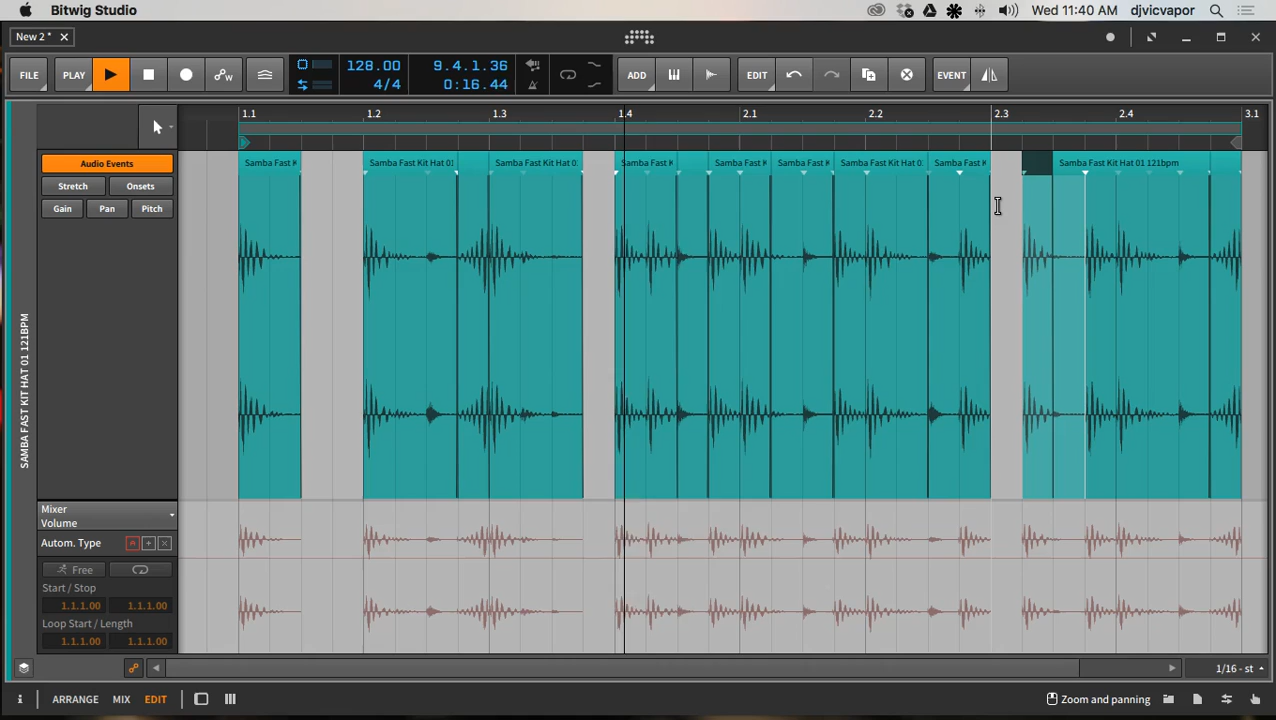 Bitwig Studio
Wed 11:40 AM
djvicvapor
New 2 *
FILE
PLAY
128.00
4/4
9.4.1.36
0:16.44
ADD
EDIT
EVENT
1.1
1.2
1.3
1.4
2.1
2.2
2.3
2.4
3.1
Audio Events
Stretch
Onsets
Gain
Pan
Pitch
Samba Fast K
Samba Fast Kit Hat 01
Samba Fast Kit Hat 0
Samba Fast K
Samba Fast K
Samba Fast K
Samba Fast Kit Hat 0
Samba Fast K
Samba Fast Kit Hat 01 121bpm
SAMBA FAST KIT HAT 01 121BPM
Mixer
Volume
Autom. Type
A
Free
Start / Stop
1.1.1.00
1.1.1.00
Loop Start / Length
1.1.1.00
1.1.1.00
1/16 - st
ARRANGE
MIX
EDIT
Zoom and panning